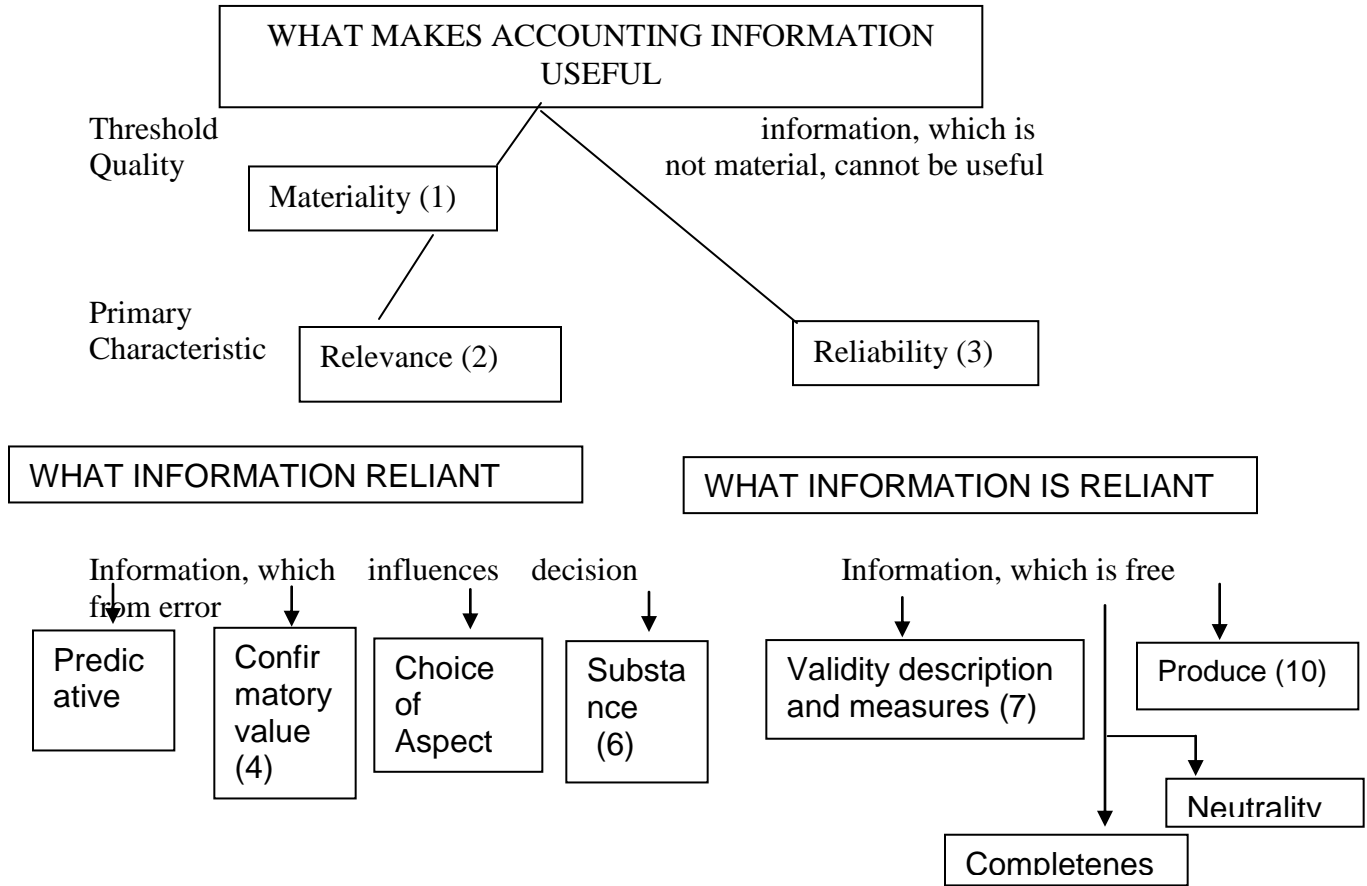 WHAT MAKES ACCOUNTING INFORMATION
USEFUL
Threshold
Quality
information, which is
not material, cannot be useful
Materiality (1)
Primary
Characteristic
Relevance (2)
Reliability (3)
WHAT INFORMATION RELIANT
WHAT INFORMATION IS RELIANT
Information, which influences decision
Information, which is free
from error
Predic
ative
Confir
matory
value
(4)
Choice
of
Aspect
Substa
nce
(6)
Validity description
and measures (7)
Produce (10)
Neutrality
Completenes